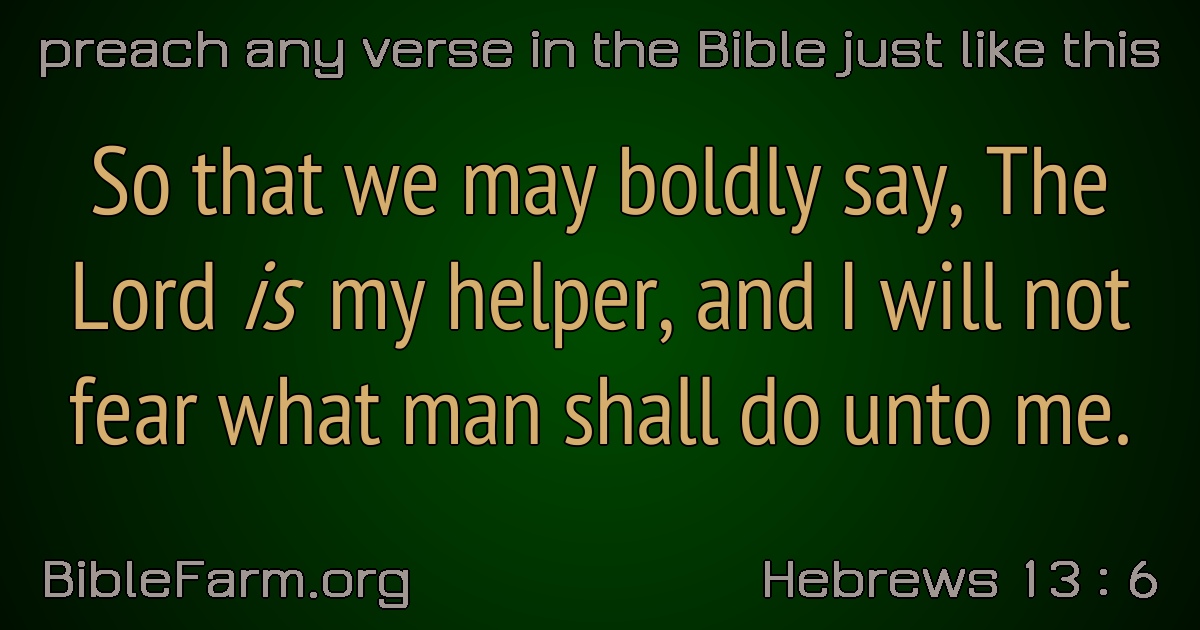 preach any verse in the Bible just like this
So that we may boldly say, The
Lord is my helper, and I will not
fear what man shall do unto me.
BibleFarm.org
Hebrews 13 : 6